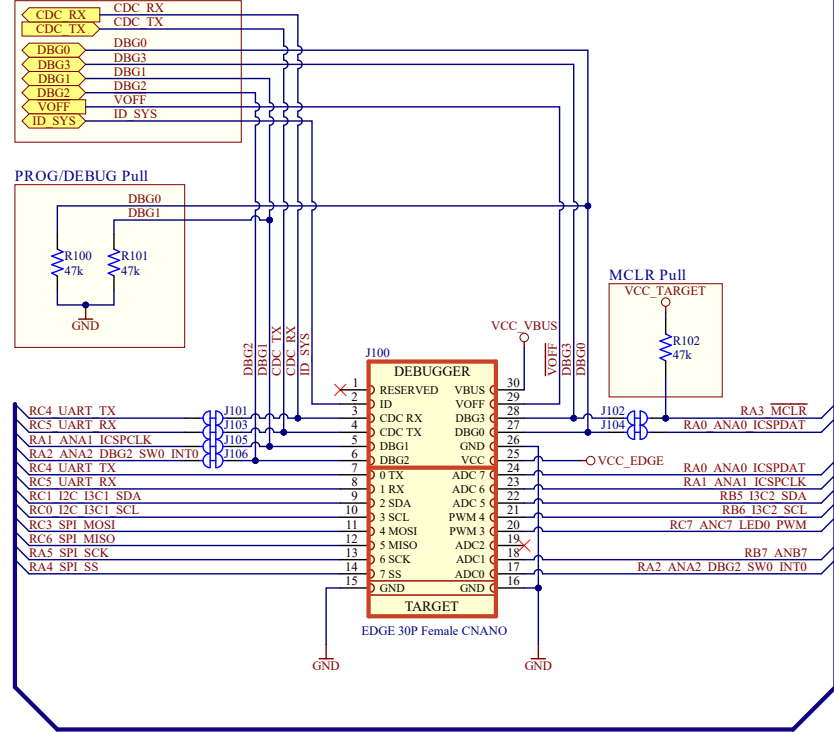 CDC_RX CDC_RX
CDC_TX CDC_TX
DBG0 DBG0
DBG3 DBG3
DBG1 DBG1
DBG2 DBG2
VOFF VOFF
ID_SYS ID_SYS
PROG/DEBUG Pull
DBG0
DBG1
R100
47k
R101
47k
GND
MCLR Pull
VCC_TARGET
R102
47k
VCC_VBUS
DBG2
DBG1
CDC_TX
CDC_RX
ID_SYS
VOFF
DBG3
DBG0
J100
DEBUGGER
1 RESERVED VBUS 30
2 ID VOFF 29
RC4_UART_TX J101 3 CDC RX DBG3 28 J102 RA3_MCLR
RC5_UART_RX J103 4 CDC TX DBG0 27 J104 RA0_ANA0_ICSPDAT
RA1_ANA1_ICSPCLK J105 5 DBG1 GND 26
RA2_ANA2_DBG2_SW0_INT0 J106 6 DBG2 VCC 25 VCC_EDGE
RC4_UART_TX 7 0 TX ADC 7 24 RA0_ANA0_ICSPDAT
RC5_UART_RX 8 1 RX ADC 6 23 RA1_ANA1_ICSPCLK
RC1_I2C_I3C1_SDA 9 2 SDA ADC 5 22 RB5_I3C2_SDA
RC0_I2C_I3C1_SCL 10 3 SCL PWM 4 21 RB6_I3C2_SCL
RC3_SPI_MOSI 11 4 MOSI PWM 3 20 RC7_ANC7_LED0_PWM
RC6_SPI_MISO 12 5 MISO ADC2 19
RA5_SPI_SCK 13 6 SCK ADC1 18 RB7_ANB7
RA4_SPI_SS 14 7 SS ADC0 17 RA2_ANA2_DBG2_SW0_INT0
15 GND GND 16
TARGET
EDGE 30P Female CNANO
GND GND